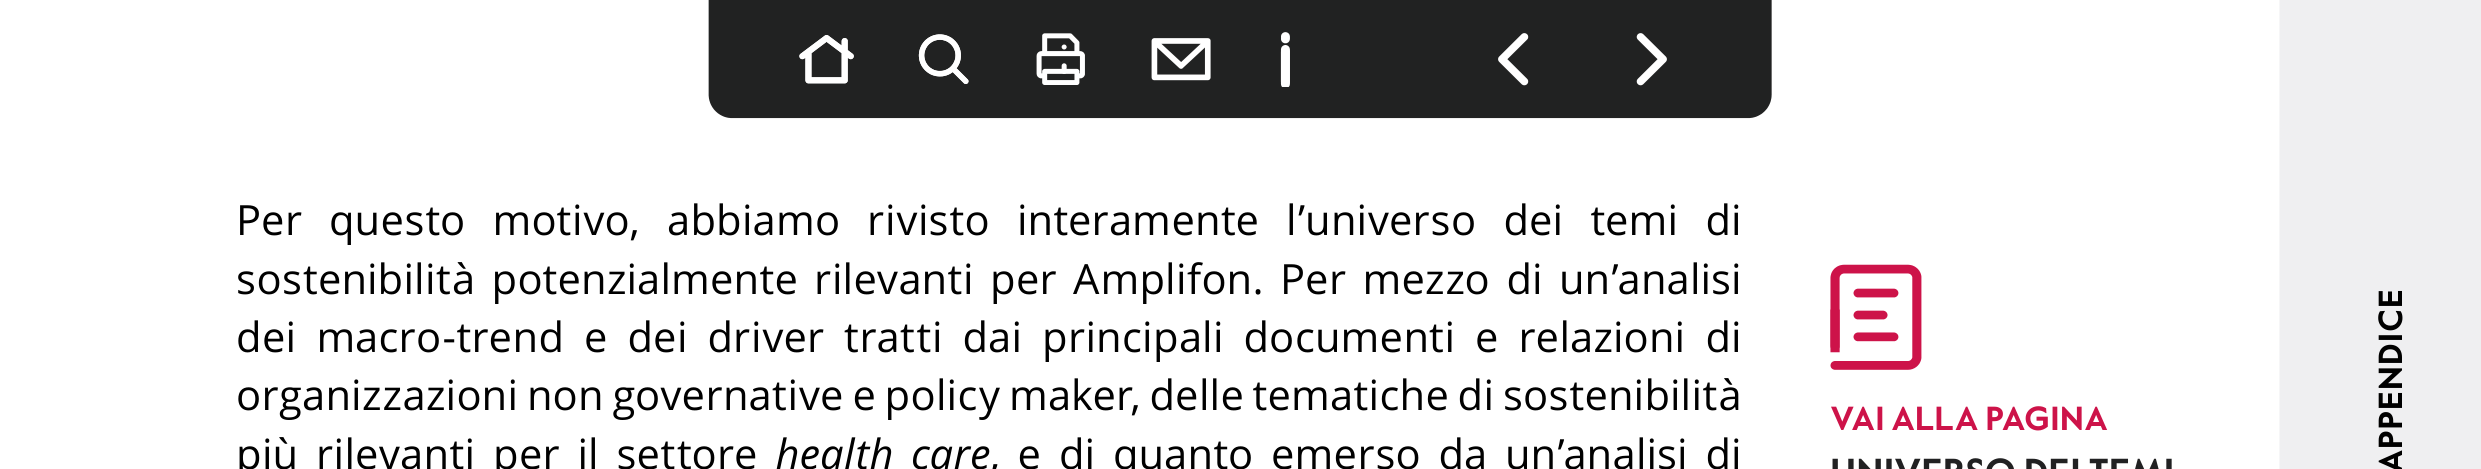 Per questo motivo, abbiamo rivisto interamente l’universo dei temi di
sostenibilità potenzialmente rilevanti per Amplifon. Per mezzo di un’analisi
dei macro-trend e dei driver tratti dai principali documenti e relazioni di
organizzazioni non governative e policy maker, delle tematiche di sostenibilità
più rilevanti per il settore health care, e di quanto emerso da un’analisi di
VAI ALLA PAGINA
UNIVERSO DEI TEMI
APPENDICE